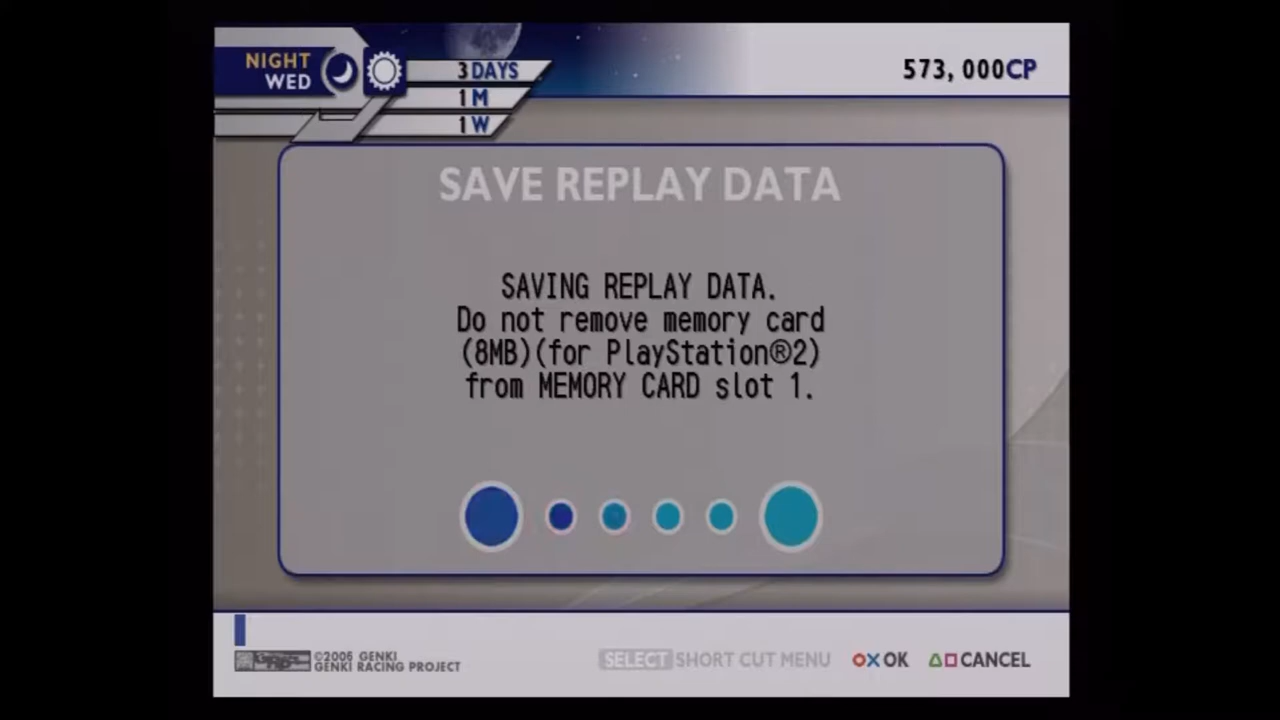 NIGHT
WED
3 DAYS
1 M
1 W
573,000CP
SAVE REPLAY DATA
SAVING REPLAY DATA.
Do not remove memory card
(8MB)(for PlayStation®2)
from MEMORY CARD slot 1.
©2006 GENKI
GENKI RACING PROJECT
SELECT SHORT CUT MENU
OK
CANCEL